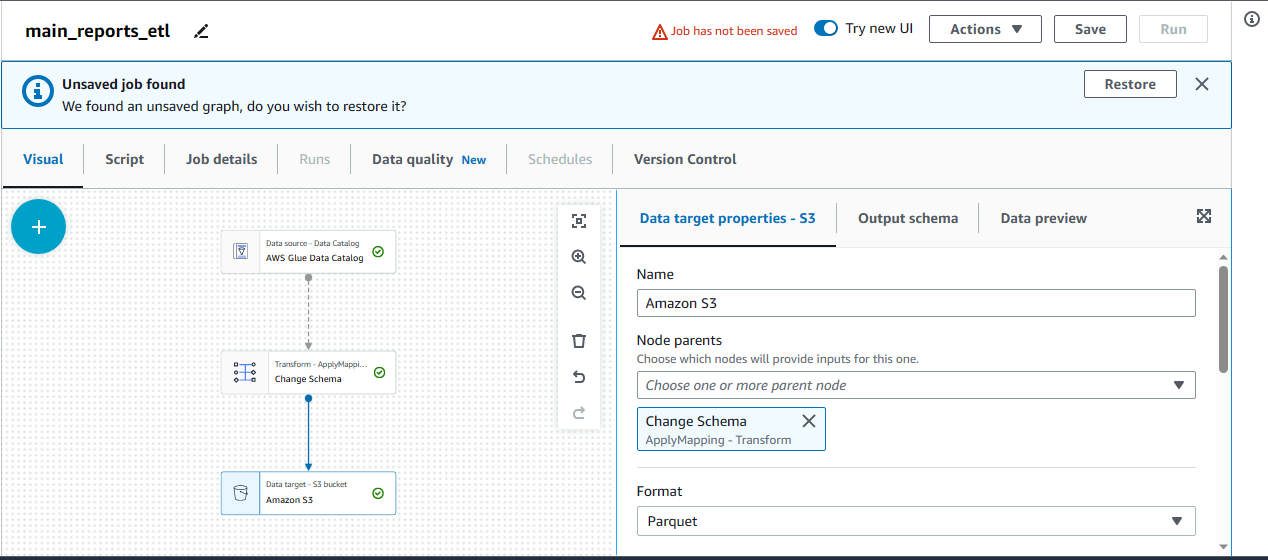 main_reports_etl
Job has not been saved
Try new UI
Actions
Save
Run
Unsaved job found
We found an unsaved graph, do you wish to restore it?
Restore
Visual
Script
Job details
Runs
Data quality New
Schedules
Version Control
Data source - Data Catalog
AWS Glue Data Catalog
Transform - ApplyMappi...
Change Schema
Data target - S3 bucket
Amazon S3
Data target properties - S3
Output schema
Data preview
Name
Amazon S3
Node parents
Choose which nodes will provide inputs for this one.
Choose one or more parent node
Change Schema
ApplyMapping - Transform
Format
Parquet